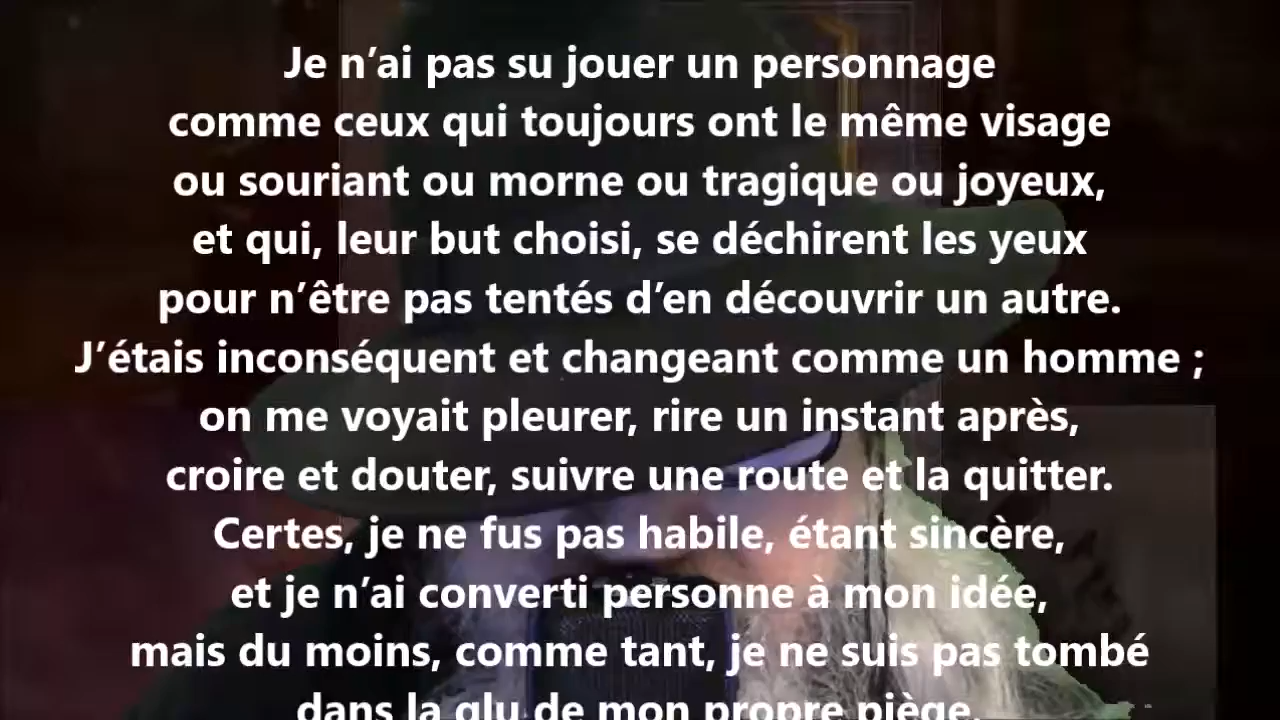 Je n’ai pas su jouer un personnage
comme ceux qui toujours ont le même visage
ou souriant ou morne ou tragique ou joyeux,
et qui, leur but choisi, se déchirent les yeux
pour n’être pas tentés d’en découvrir un autre.
J’étais inconséquent et changeant comme un homme ;
on me voyait pleurer, rire un instant après,
croire et douter, suivre une route et la quitter.
Certes, je ne fus pas habile, étant sincère,
et je n’ai converti personne à mon idée,
mais du moins, comme tant, je ne suis pas tombé
dans la glu de mon propre piège.